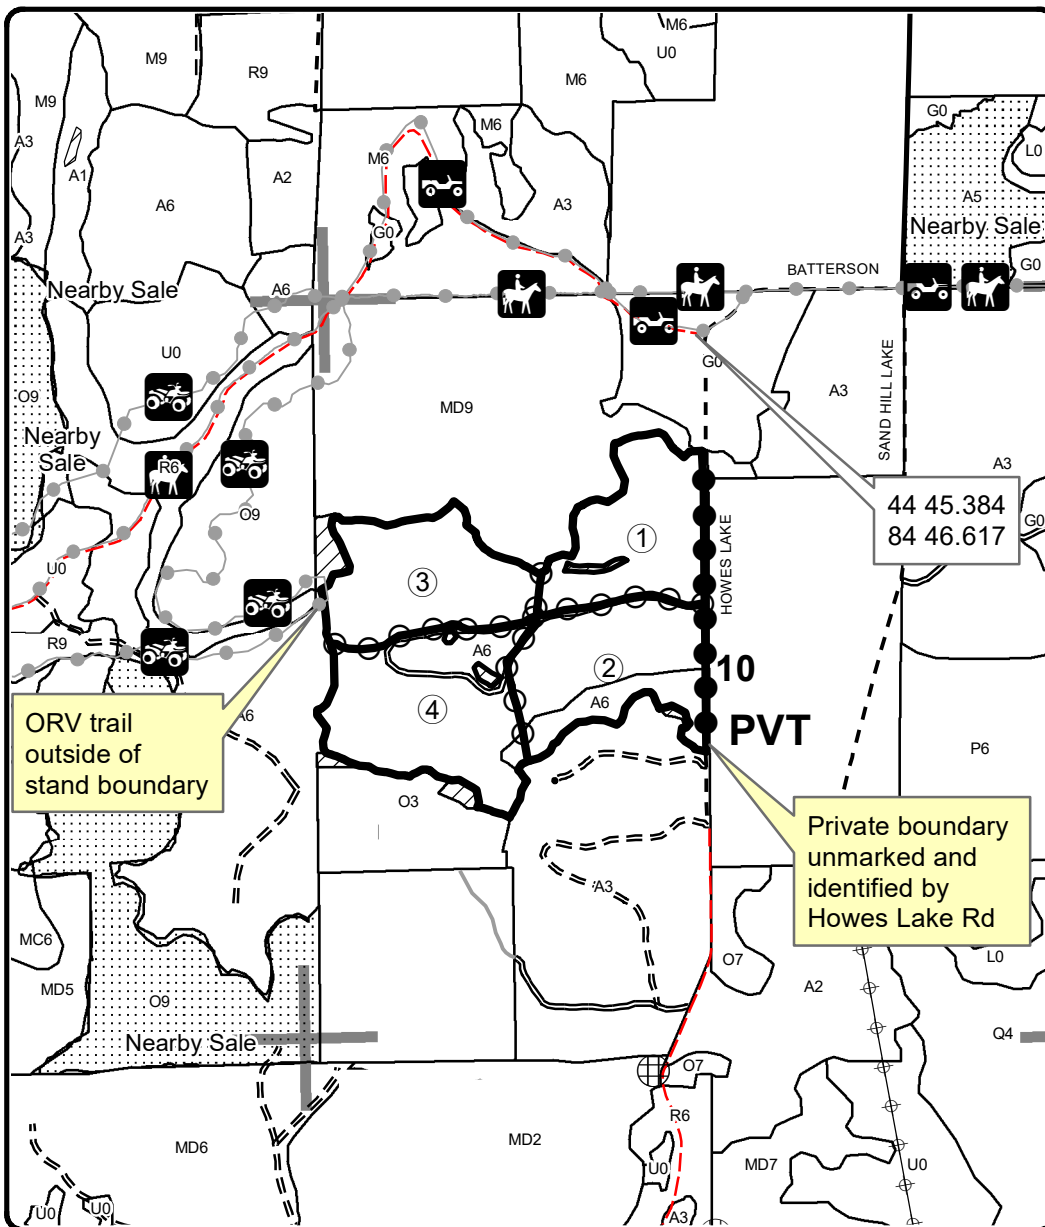 M9
R9
M6
M6
U0
M9
A3
A1
A6
A2
M6
M6
A3
G0
L0
A5
Nearby Sale
G0
A3
G0
Nearby Sale
A6
BATTERSON
U0
O9
MD9
G0
A3
SAND HILL LAKE
Nearby
Sale
R6
O9
A3
G0
44 45.384
84 46.617
1
HOWES LAKE
3
U0
R9
A6
2
10
A6
4
PVT
ORV trail
outside of
stand boundary
A6
O3
P6
Private boundary
unmarked and
identified by
Howes Lake Rd
A3
MC6
MD5
O9
O7
L0
A2
Nearby Sale
Q4
O7
R6
MD6
MD2
MD7
U0
U0
U0
U0
A3